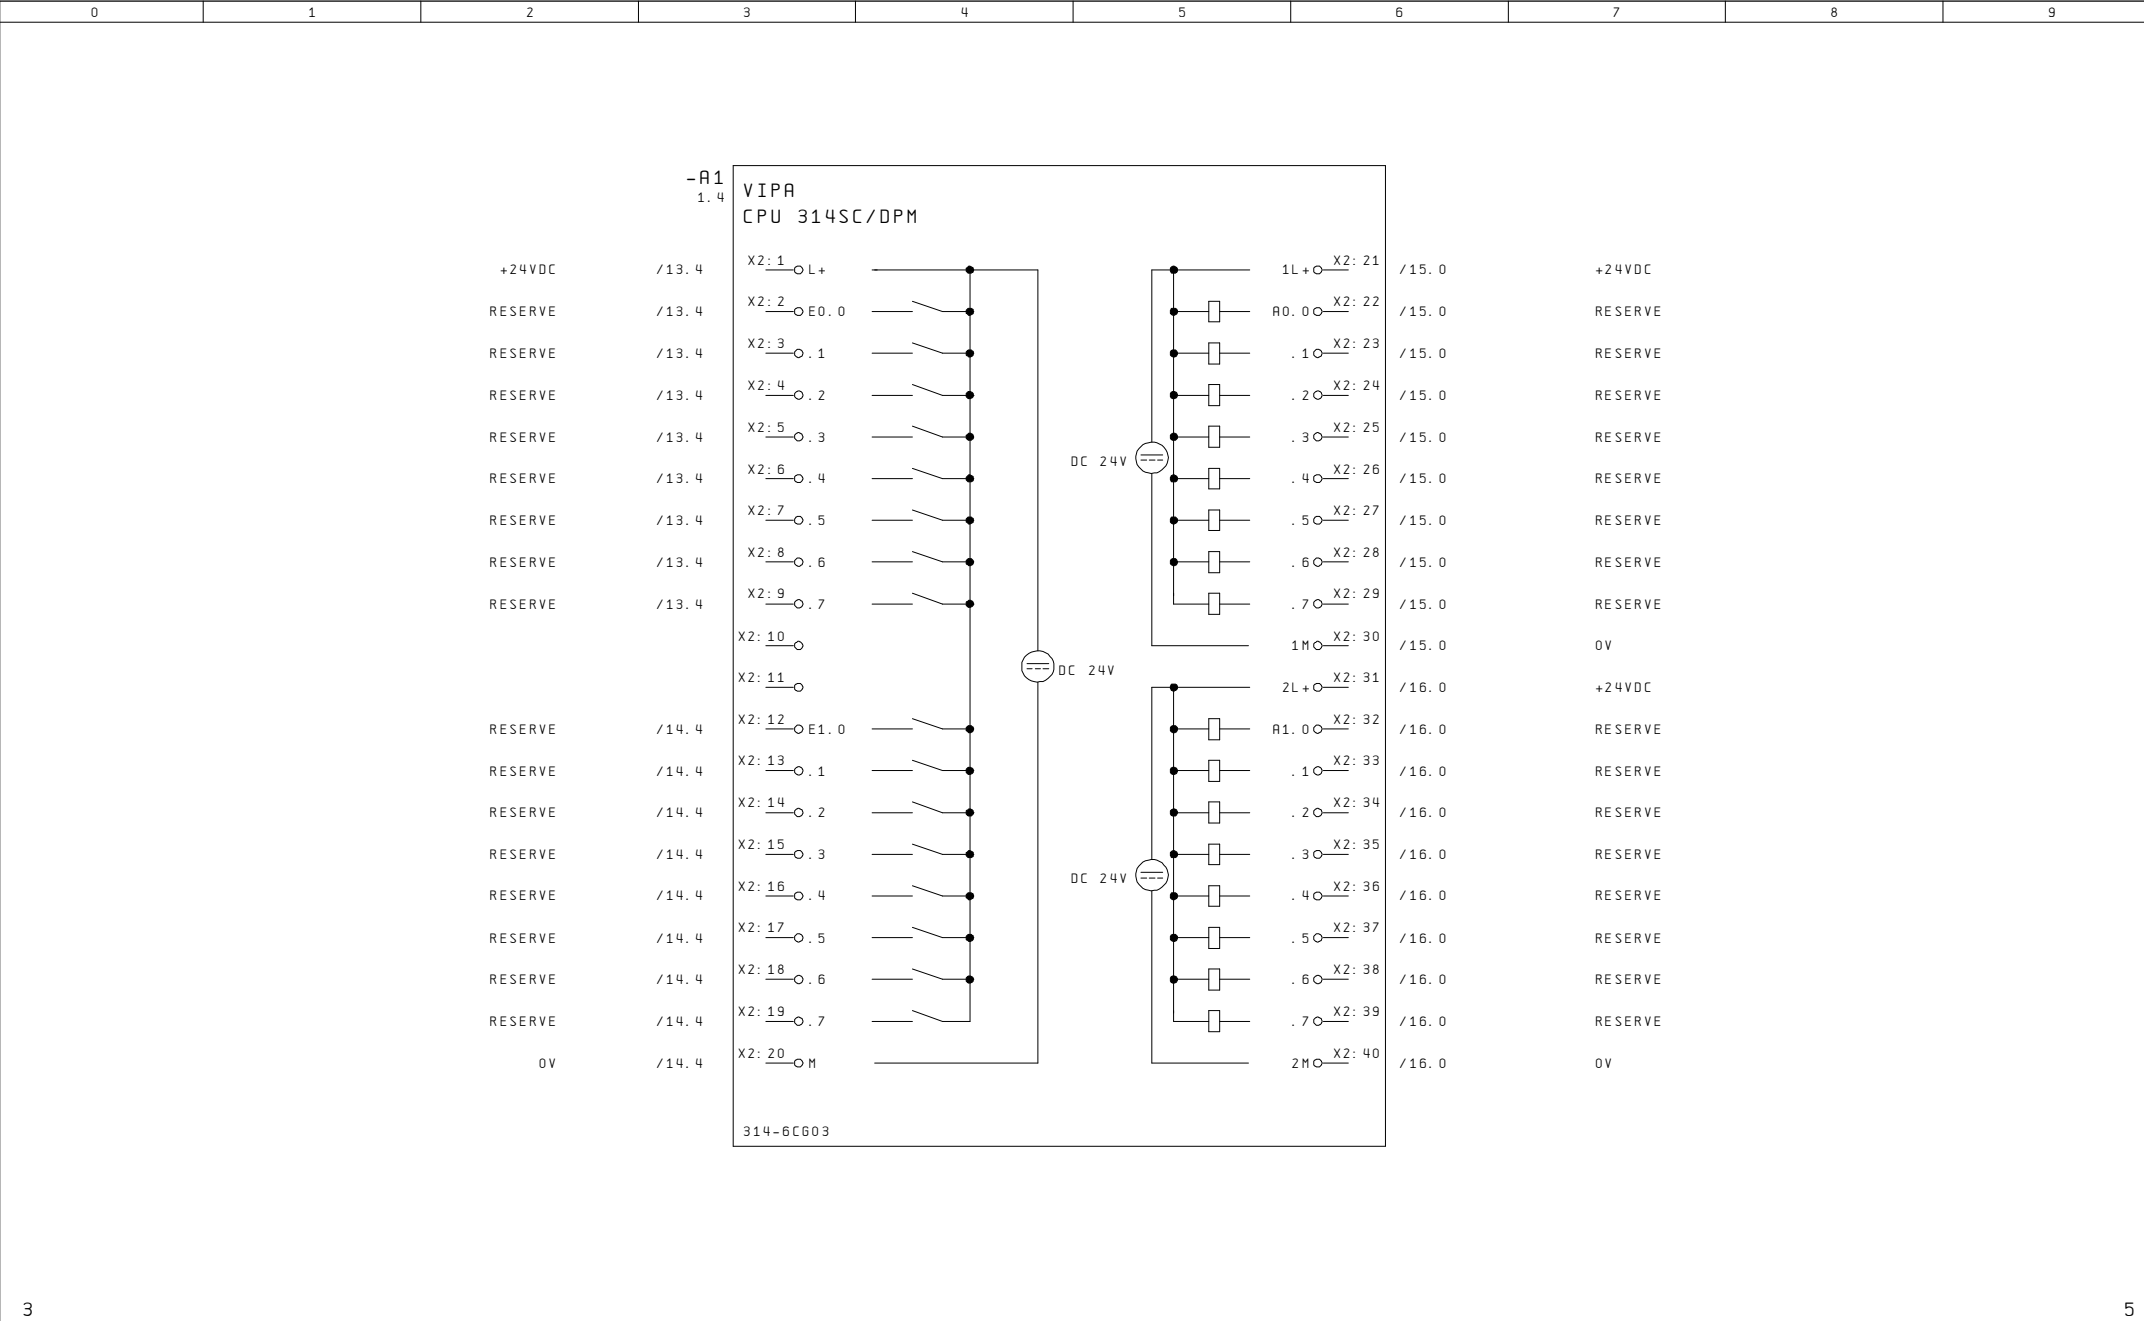 0 1 2 3 4 5 6 7 8 9
-A1
1.4
VIPA
CPU 314SC/DPM
+24VDC /13.4 X2:1 L+ 1L+ X2:21 /15.0 +24VDC
RESERVE /13.4 X2:2 E0.0 A0.0 X2:22 /15.0 RESERVE
RESERVE /13.4 X2:3 .1 .1 X2:23 /15.0 RESERVE
RESERVE /13.4 X2:4 .2 .2 X2:24 /15.0 RESERVE
RESERVE /13.4 X2:5 .3 .3 X2:25 /15.0 RESERVE
DC 24V
RESERVE /13.4 X2:6 .4 .4 X2:26 /15.0 RESERVE
RESERVE /13.4 X2:7 .5 .5 X2:27 /15.0 RESERVE
RESERVE /13.4 X2:8 .6 .6 X2:28 /15.0 RESERVE
RESERVE /13.4 X2:9 .7 .7 X2:29 /15.0 RESERVE
X2:10 1M X2:30 /15.0 0V
DC 24V
X2:11 2L+ X2:31 /16.0 +24VDC
RESERVE /14.4 X2:12 E1.0 A1.0 X2:32 /16.0 RESERVE
RESERVE /14.4 X2:13 .1 .1 X2:33 /16.0 RESERVE
RESERVE /14.4 X2:14 .2 .2 X2:34 /16.0 RESERVE
RESERVE /14.4 X2:15 .3 .3 X2:35 /16.0 RESERVE
DC 24V
RESERVE /14.4 X2:16 .4 .4 X2:36 /16.0 RESERVE
RESERVE /14.4 X2:17 .5 .5 X2:37 /16.0 RESERVE
RESERVE /14.4 X2:18 .6 .6 X2:38 /16.0 RESERVE
RESERVE /14.4 X2:19 .7 .7 X2:39 /16.0 RESERVE
0V /14.4 X2:20 M 2M X2:40 /16.0 0V
314-6CG03
3 5